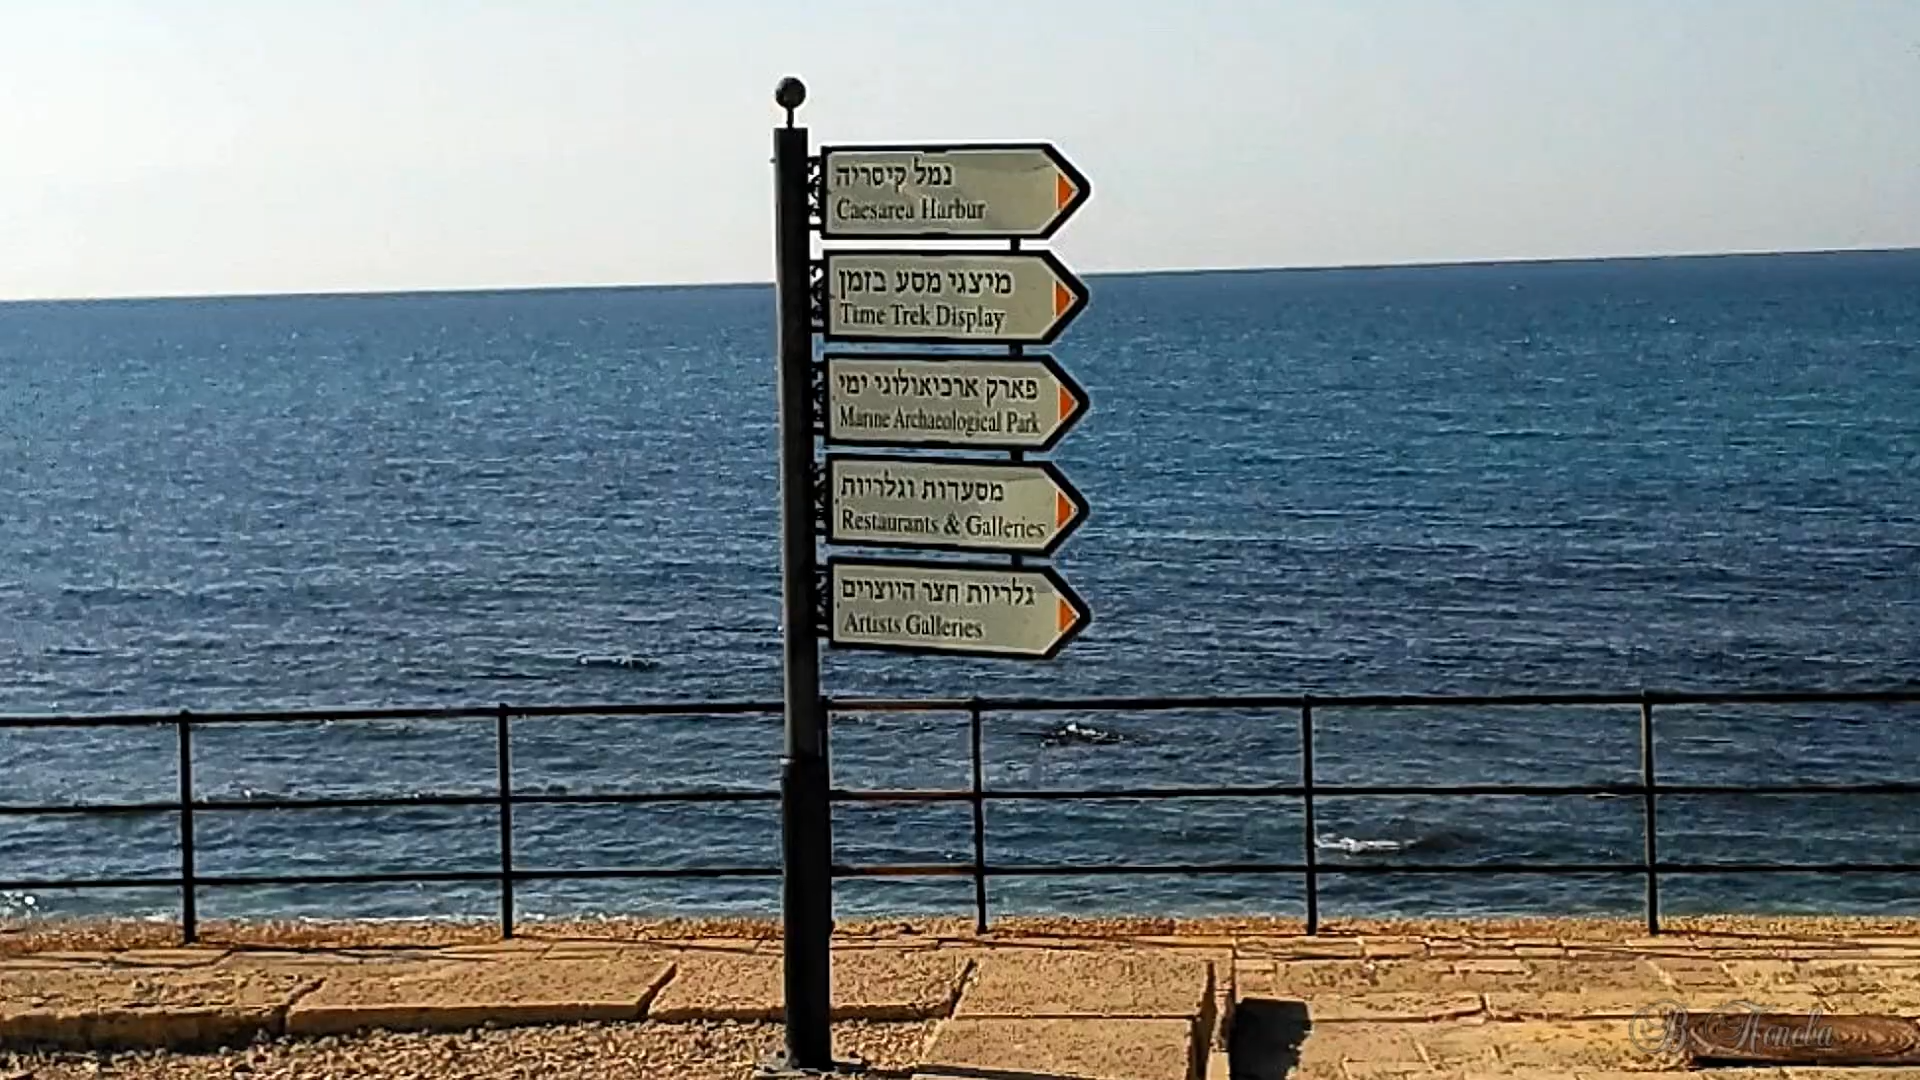 נמל קיסריה
Caesarea Harbur
מיצגי מסע בזמן
Time Trek Display
פארק ארכיאולוגי ימי
Marine Archaeological Park
מסעדות וגלריות
Restaurants & Galleries
גלריות חצר היוצרים
Artists Galleries
В. Попова